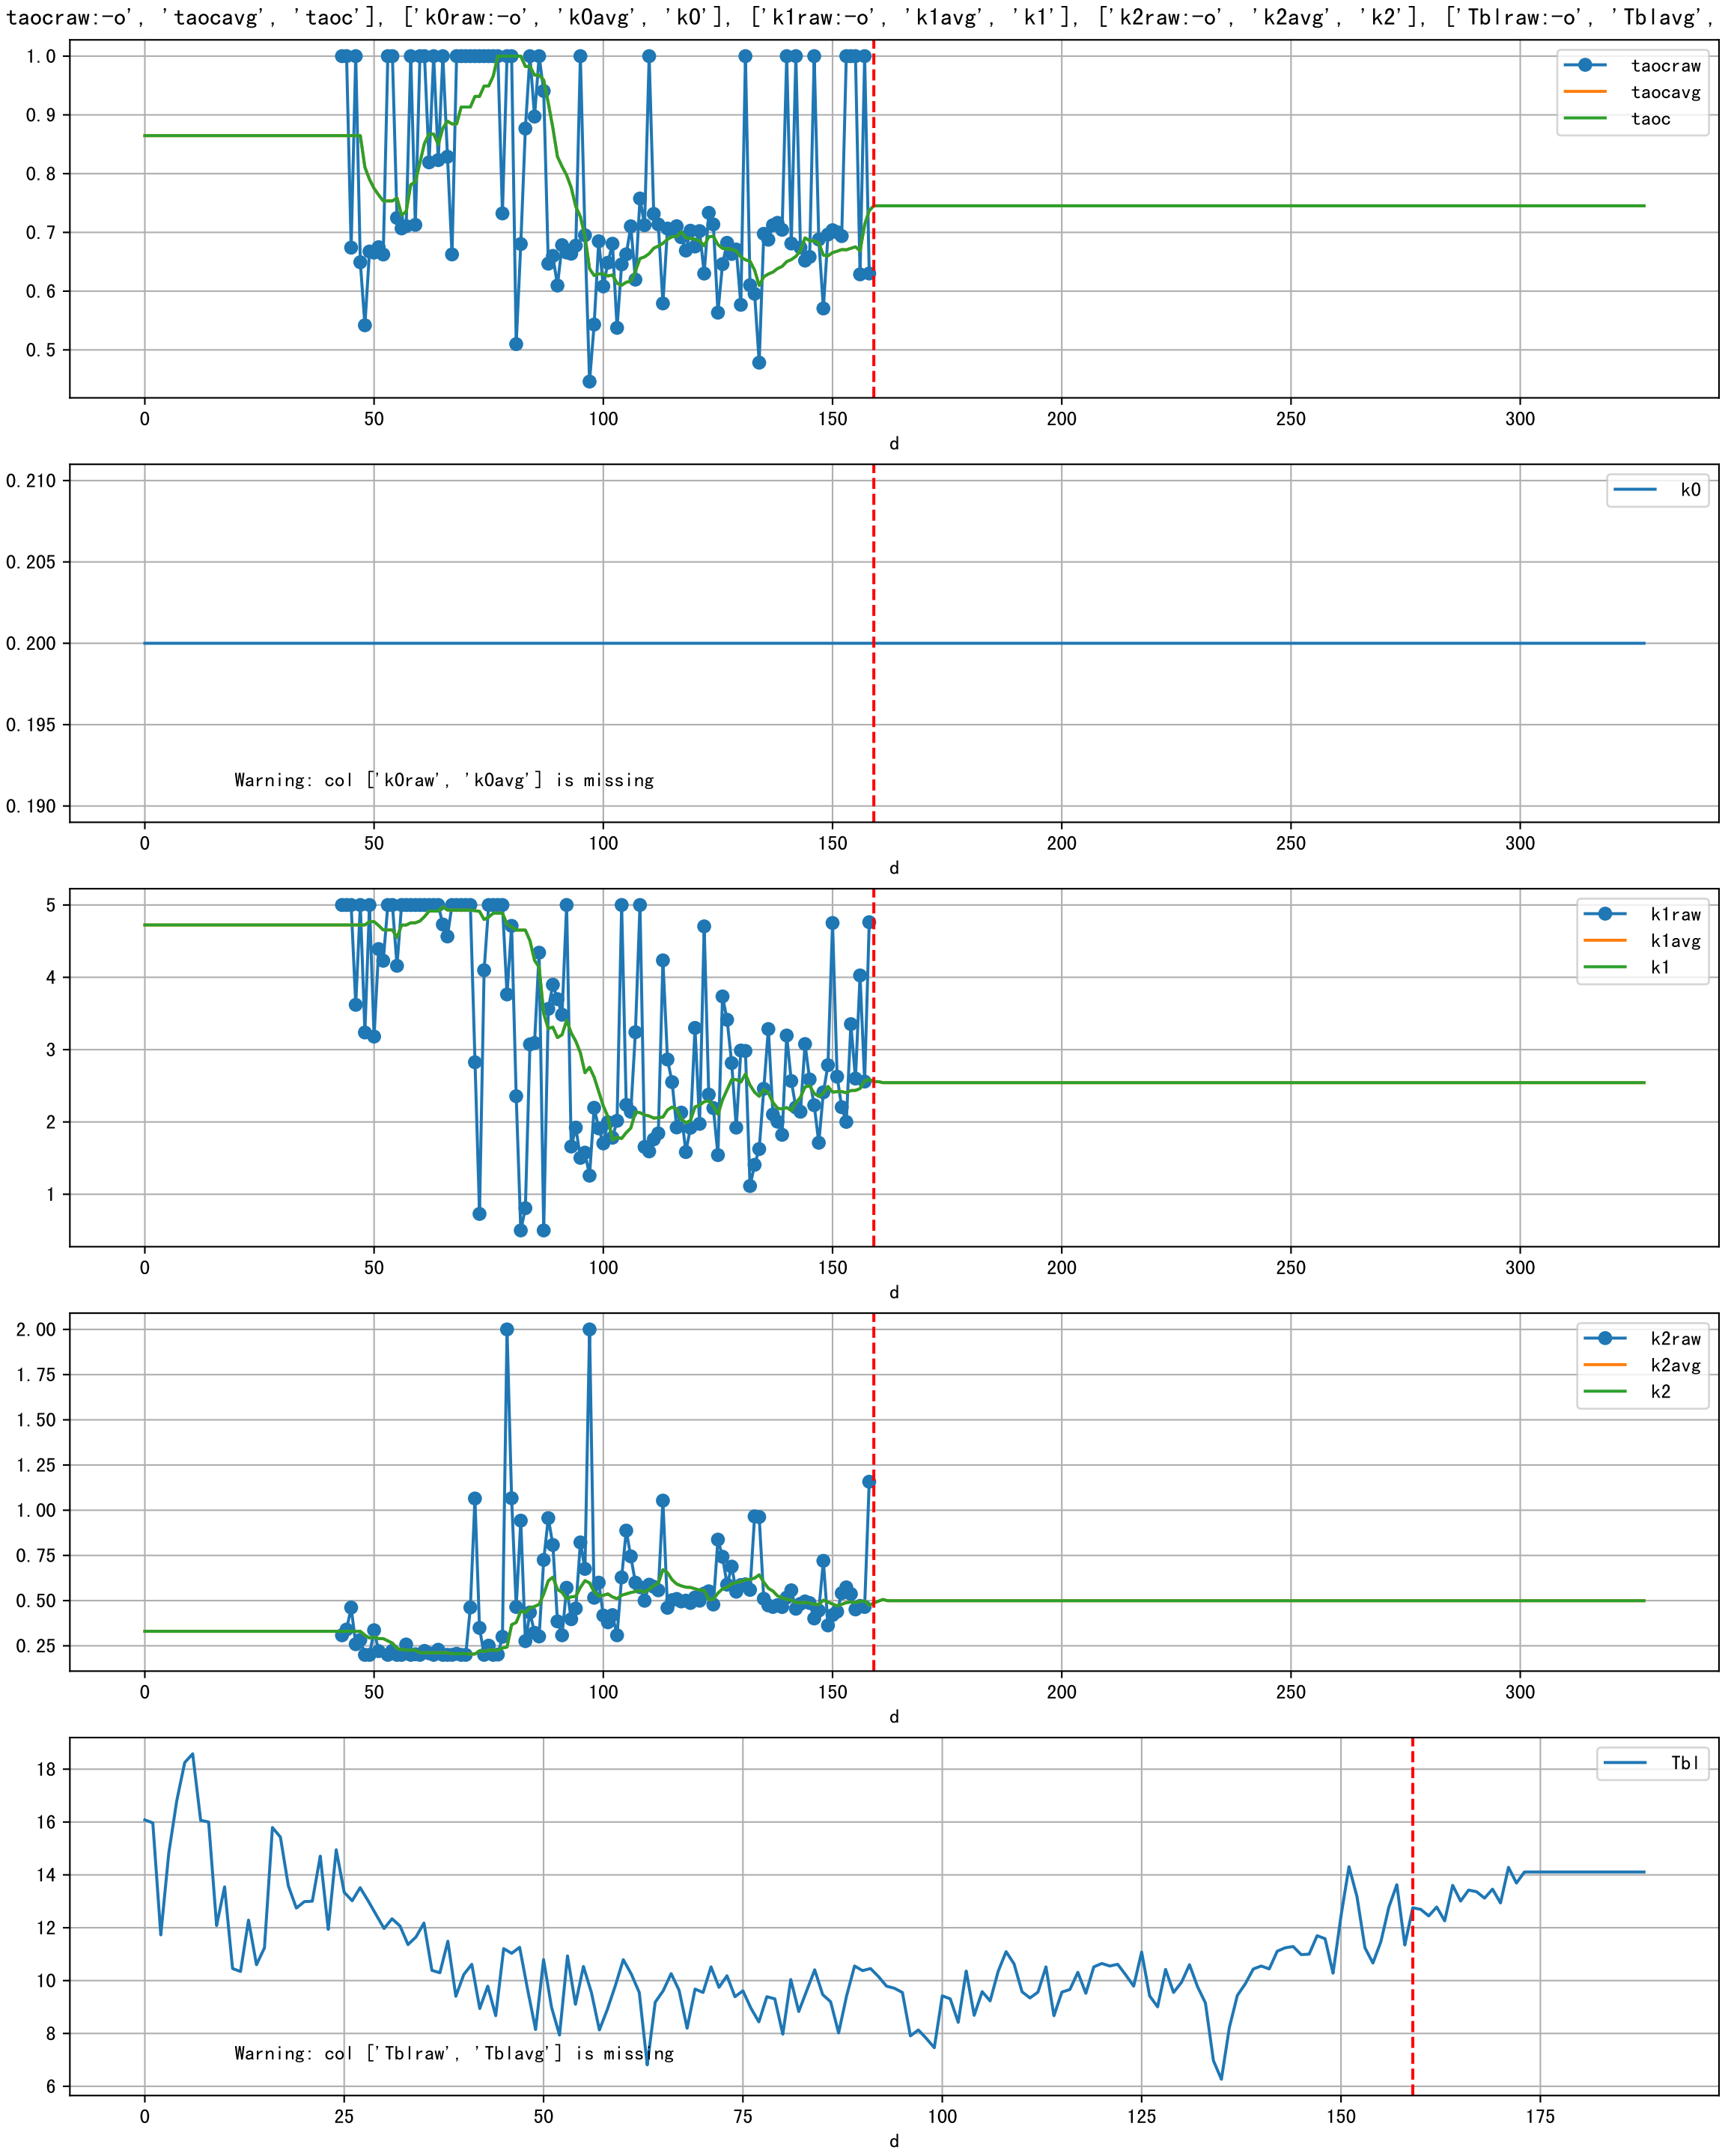 taocraw:-o', 'taocavg', 'taoc'], ['k0raw:-o', 'k0avg', 'k0'], ['k1raw:-o', 'k1avg', 'k1'], ['k2raw:-o', 'k2avg', 'k2'], ['Tblraw:-o', 'Tblavg',
1.0
0.9
0.8
0.7
0.6
0.5
taocraw
taocavg
taoc
0 50 100 150 200 250 300
d
0.210
0.205
0.200
0.195
0.190
k0
Warning: col ['k0raw', 'k0avg'] is missing
0 50 100 150 200 250 300
d
5
4
3
2
1
k1raw
k1avg
k1
0 50 100 150 200 250 300
d
2.00
1.75
1.50
1.25
1.00
0.75
0.50
0.25
k2raw
k2avg
k2
0 50 100 150 200 250 300
d
18
16
14
12
10
8
6
Tbl
Warning: col ['Tblraw', 'Tblavg'] is missing
0 25 50 75 100 125 150 175
d